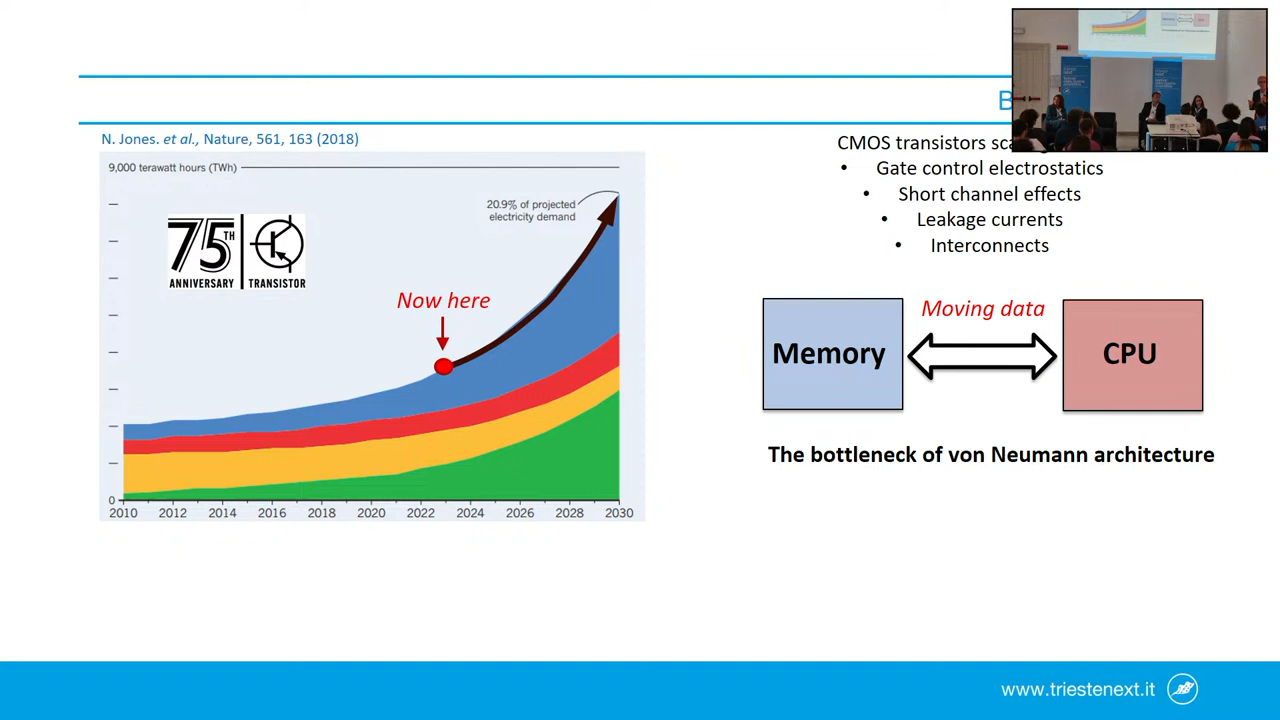 B
N. Jones. et al., Nature, 561, 163 (2018)
CMOS transistors sca
• Gate control electrostatics
• Short channel effects
• Leakage currents
• Interconnects
9,000 terawatt hours (TWh)
20.9% of projected
electricity demand
75TH
ANNIVERSARY TRANSISTOR
Now here
Moving data
Memory
CPU
The bottleneck of von Neumann architecture
0
2010 2012 2014 2016 2018 2020 2022 2024 2026 2028 2030
www.triestenext.it